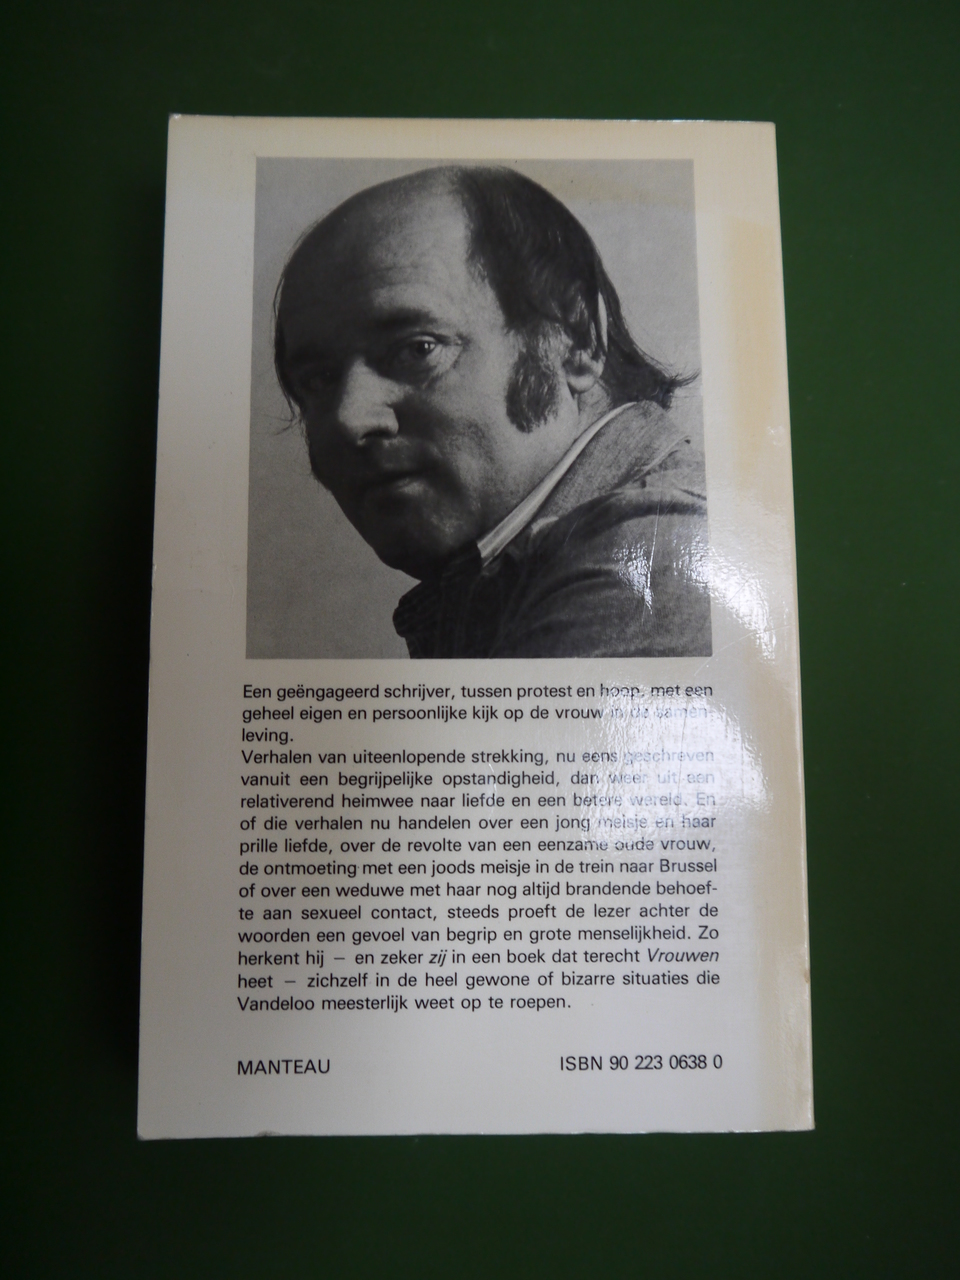 Een geëngageerd schrijver, tussen protest en hoop, met een
geheel eigen en persoonlijke kijk op de vrouw in de samen-
leving.
Verhalen van uiteenlopende strekking, nu eens geschreven
vanuit een begrijpelijke opstandigheid, dan weer uit een
relativerend heimwee naar liefde en een betere wereld. En
of die verhalen nu handelen over een jong meisje en haar
prille liefde, over de revolte van een eenzame oude vrouw,
de ontmoeting met een joods meisje in de trein naar Brussel
of over een weduwe met haar nog altijd brandende behoef-
te aan sexueel contact, steeds proeft de lezer achter de
woorden een gevoel van begrip en grote menselijkheid. Zo
herkent hij — en zeker zij in een boek dat terecht Vrouwen
heet — zichzelf in de heel gewone of bizarre situaties die
Vandeloo meesterlijk weet op te roepen.
MANTEAU ISBN 90 223 0638 0